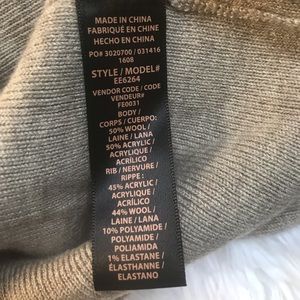 MADE IN CHINA
FABRIQUÉ EN CHINE
HECHO EN CHINA
PO# 3020700 / 031416
1608
STYLE / MODEL#
EE6264
VENDOR CODE / CODE
VENDEUR#
FE0031
BODY /
CORPS / CUERPO:
50% WOOL /
LAINE / LANA
50% ACRYLIC /
ACRYLIQUE /
ACRÍLICO
RIB / NERVURE /
RIPPE :
45% ACRYLIC /
ACRYLIQUE /
ACRÍLICO
44% WOOL /
LAINE / LANA
10% POLYAMIDE /
POLYAMIDE /
POLIAMIDA
1% ELASTANE /
ÉLASTHANNE /
ELASTANO